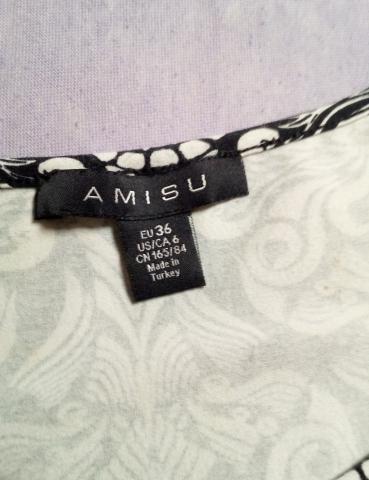 AMISU
EU 36
US/CA 6
CN 165/84
Made in
Turkey